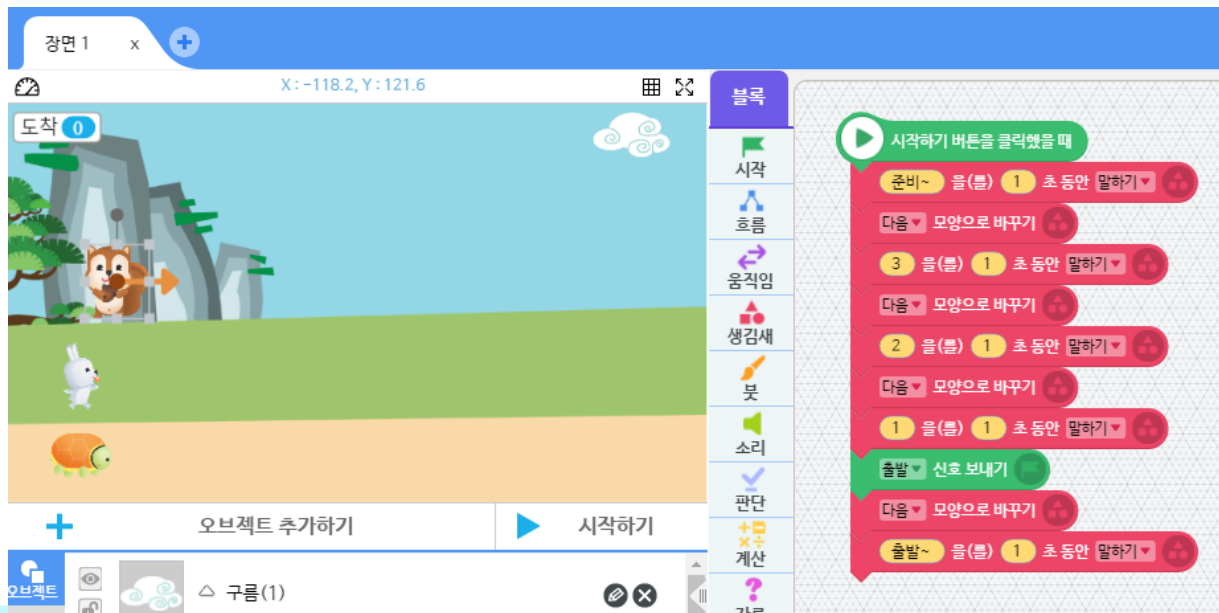 장면 1 x
X : -118.2, Y : 121.6
도착 0
오브젝트 추가하기
시작하기
오브젝트
구름(1)
블록
시작
흐름
움직임
생김새
붓
소리
판단
계산
시작하기 버튼을 클릭했을 때
준비~ 을(를) 1 초 동안 말하기
다음 모양으로 바꾸기
3 을(를) 1 초 동안 말하기
다음 모양으로 바꾸기
2 을(를) 1 초 동안 말하기
다음 모양으로 바꾸기
1 을(를) 1 초 동안 말하기
출발 신호 보내기
다음 모양으로 바꾸기
출발~ 을(를) 1 초 동안 말하기